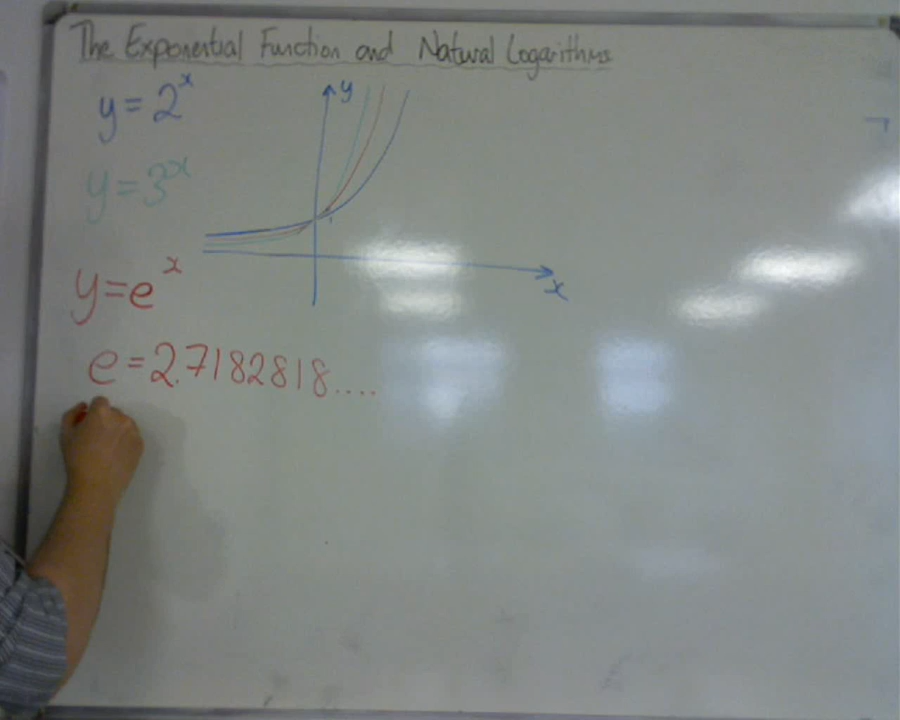 The Exponential Function and Natural Logarithms
y = 2^x
y
y = 3^x
y = e^x
x
e = 2.7182818....